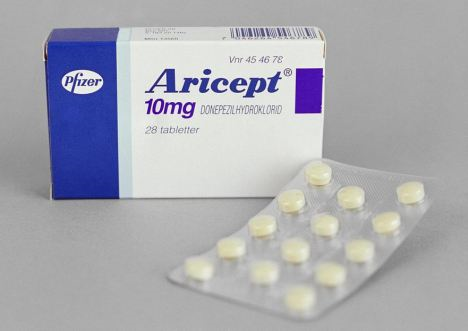 Vnr 45 46 78
Pfizer
Aricept®
10mg DONEPEZILHYDROKLORID
28 tabletter